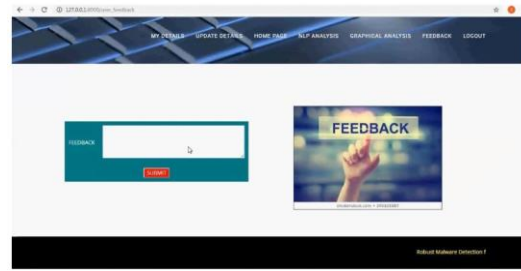 MY DETAILS UPDATE DETAILS HOME PAGE NLP ANALYSIS GRAPHICAL ANALYSIS FEEDBACK LOGOUT
FEEDBACK
SUBMIT
FEEDBACK
Robust Malware Detection f